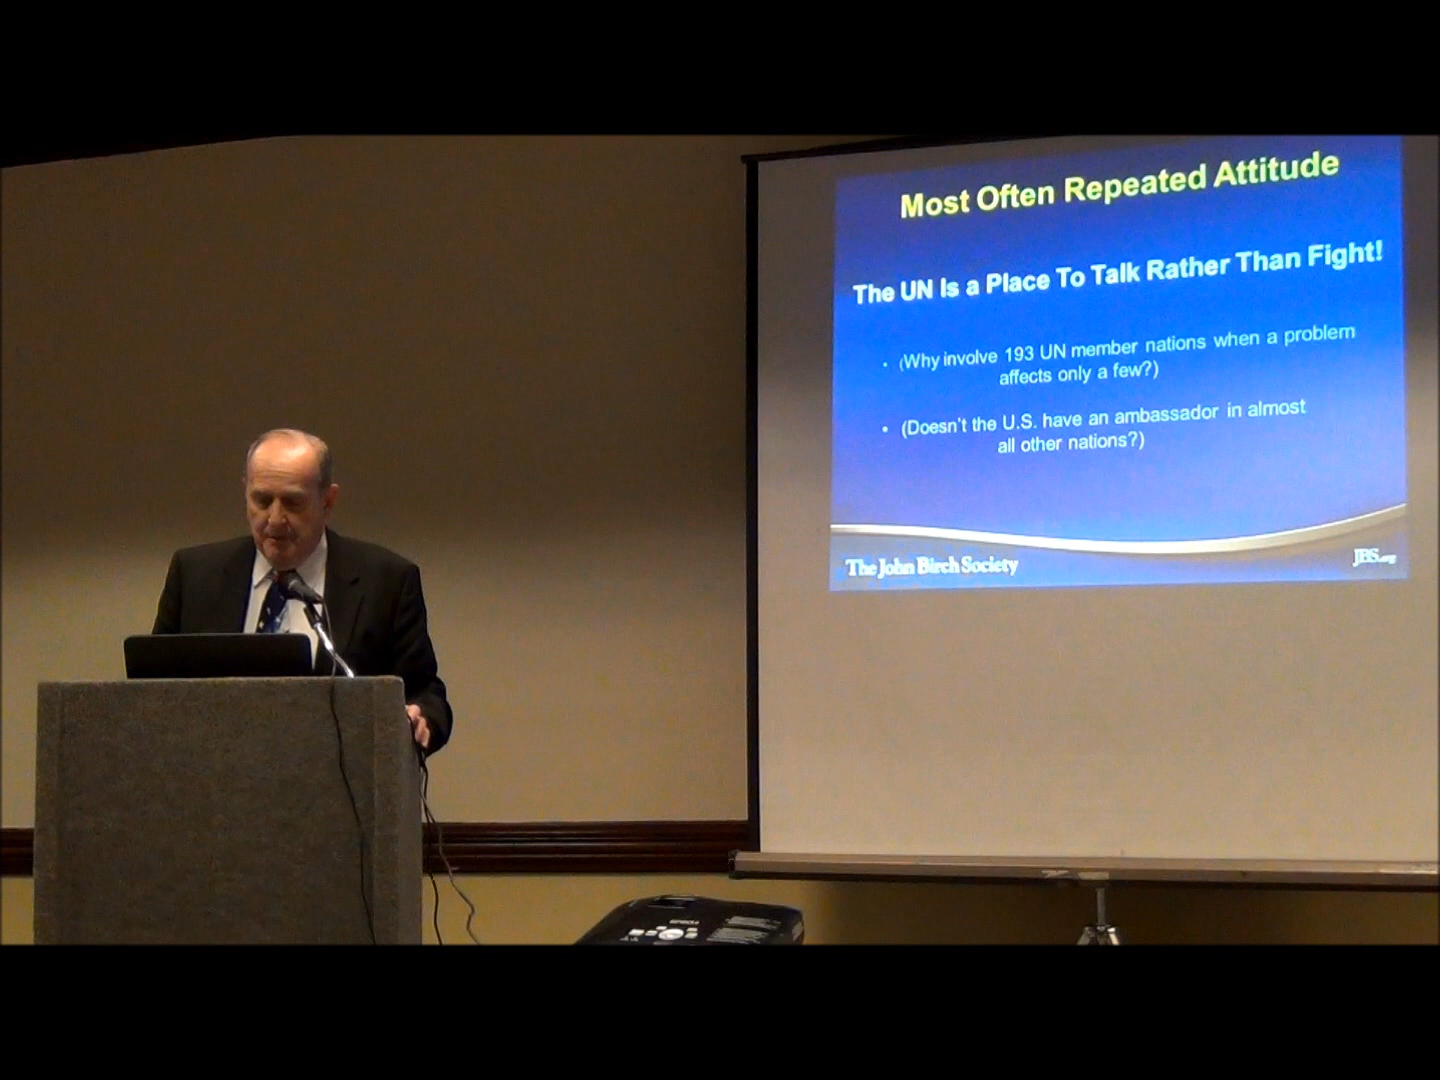 Most Often Repeated Attitude
The UN Is a Place To Talk Rather Than Fight!
• (Why involve 193 UN member nations when a problem
affects only a few?)
• (Doesn't the U.S. have an ambassador in almost
all other nations?)
The John Birch Society
JBS.org
EPSON